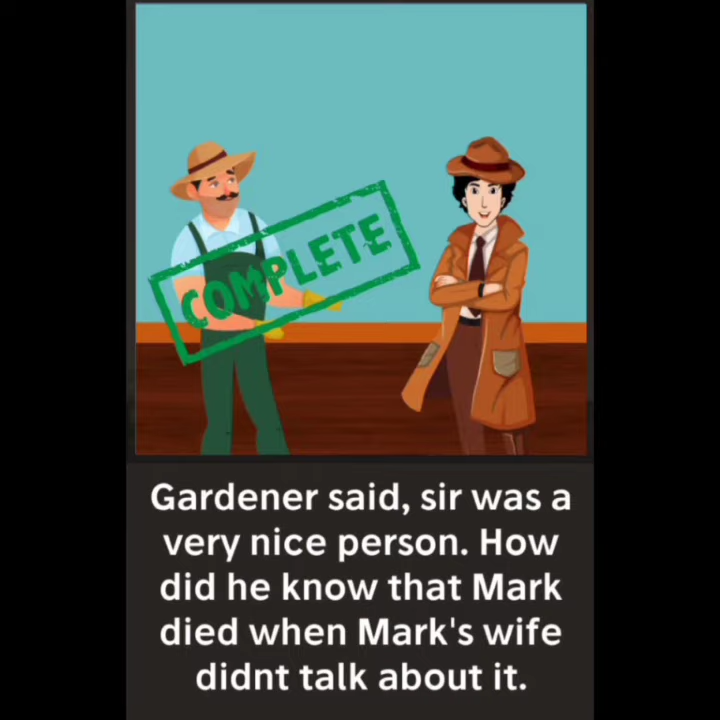 COMPLETE
Gardener said, sir was a
very nice person. How
did he know that Mark
died when Mark's wife
didnt talk about it.